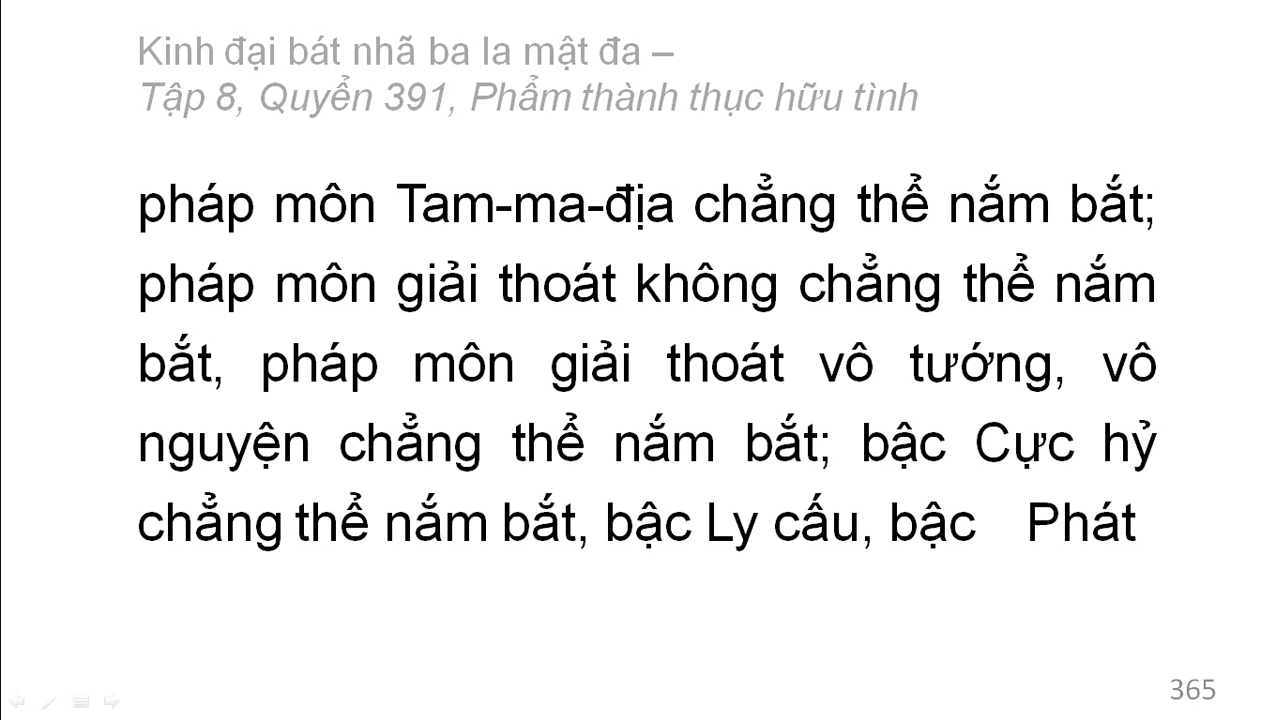 Kinh đại bát nhã ba la mật đa –
Tập 8, Quyển 391, Phẩm thành thục hữu tình
pháp môn Tam-ma-địa chẳng thể nắm bắt;
pháp môn giải thoát không chẳng thể nắm
bắt, pháp môn giải thoát vô tướng, vô
nguyện chẳng thể nắm bắt; bậc Cực hỷ
chẳng thể nắm bắt, bậc Ly cấu, bậc Phát
365